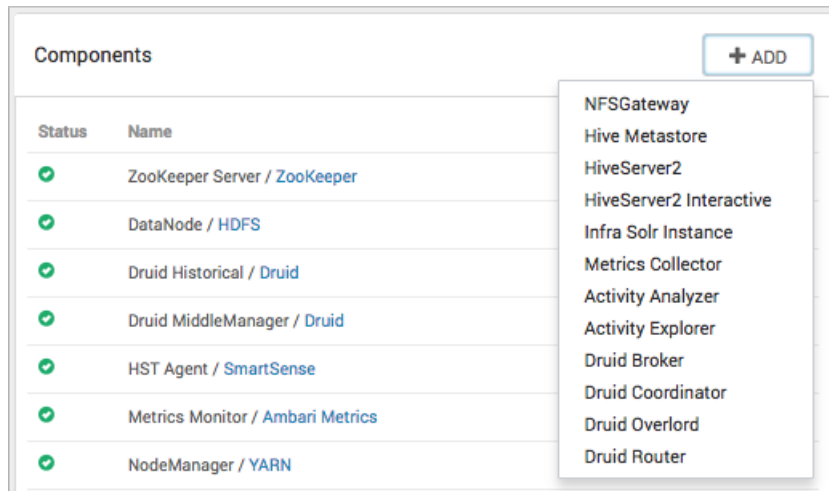 Components
+ ADD
NFSGateway
Hive Metastore
HiveServer2
HiveServer2 Interactive
Infra Solr Instance
Metrics Collector
Activity Analyzer
Activity Explorer
Druid Broker
Druid Coordinator
Druid Overlord
Druid Router
Status Name
ZooKeeper Server / ZooKeeper
DataNode / HDFS
Druid Historical / Druid
Druid MiddleManager / Druid
HST Agent / SmartSense
Metrics Monitor / Ambari Metrics
NodeManager / YARN